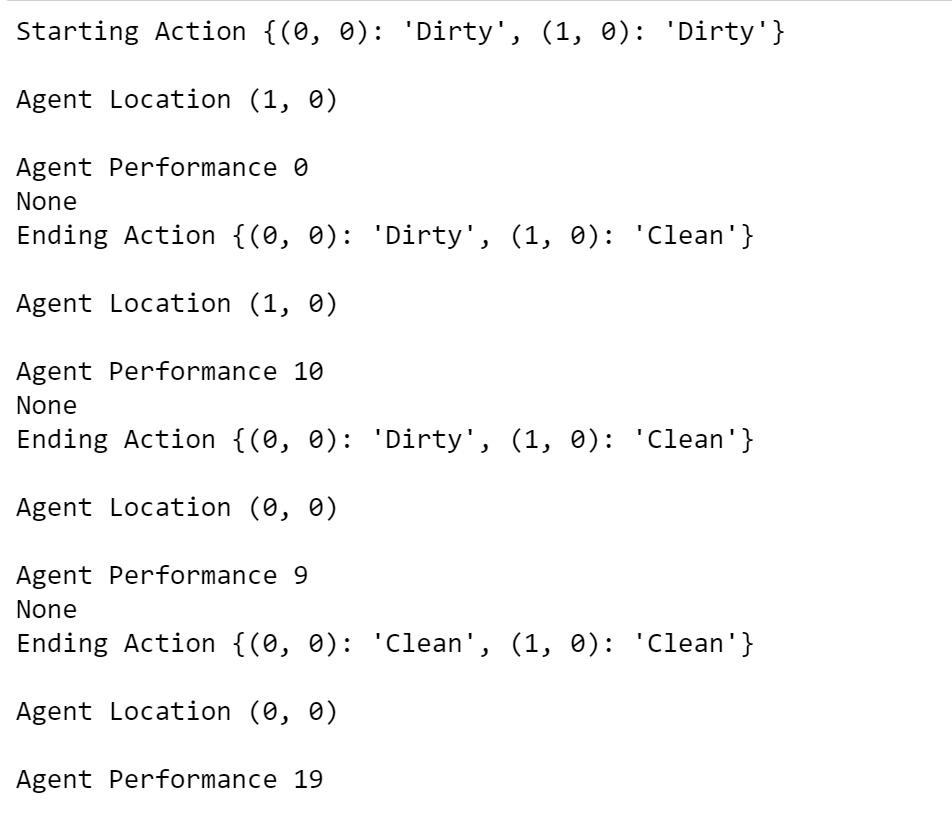 Starting Action {(0, 0): 'Dirty', (1, 0): 'Dirty'}
Agent Location (1, 0)
Agent Performance 0
None
Ending Action {(0, 0): 'Dirty', (1, 0): 'Clean'}
Agent Location (1, 0)
Agent Performance 10
None
Ending Action {(0, 0): 'Dirty', (1, 0): 'Clean'}
Agent Location (0, 0)
Agent Performance 9
None
Ending Action {(0, 0): 'Clean', (1, 0): 'Clean'}
Agent Location (0, 0)
Agent Performance 19